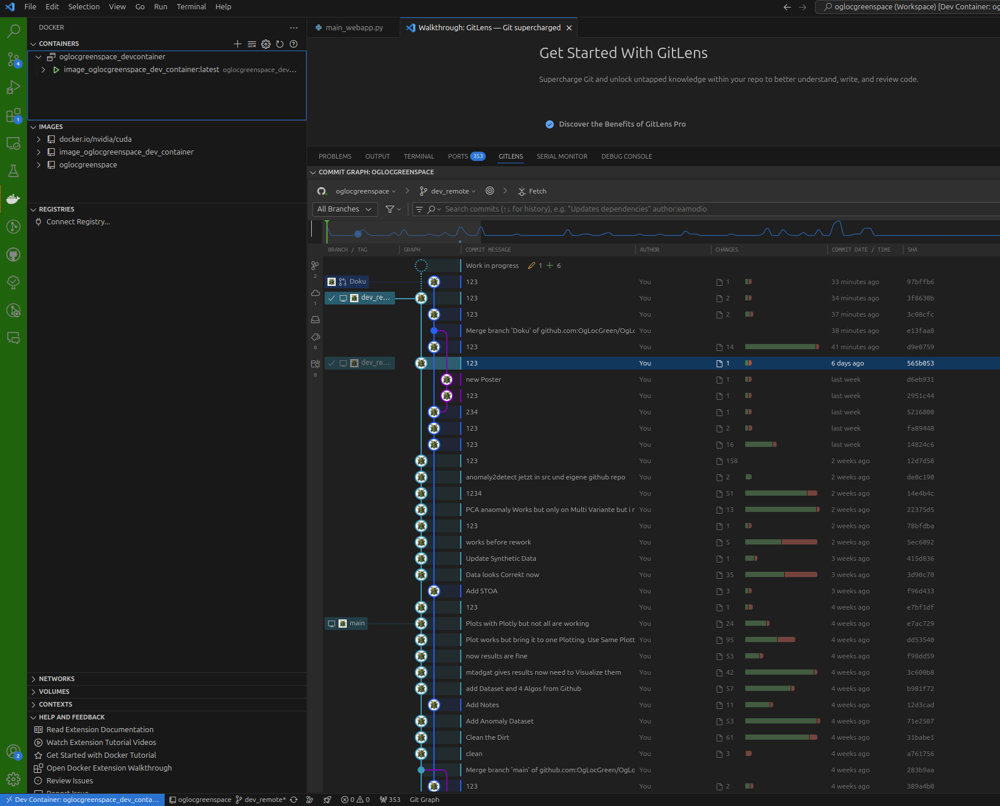 File Edit Selection View Go Run Terminal Help
oglocgreenspace (Workspace) [Dev Container: og
DOCKER
main_webapp.py
Walkthrough: GitLens — Git supercharged
CONTAINERS
oglocgreenspace_devcontainer
image_oglocgreenspace_dev_container:latest oglocgreenspace_dev...
IMAGES
docker.io/nvidia/cuda
image_oglocgreenspace_dev_container
oglocgreenspace
REGISTRIES
Connect Registry...
NETWORKS
VOLUMES
CONTEXTS
HELP AND FEEDBACK
Read Extension Documentation
Watch Extension Tutorial Videos
Get Started with Docker Tutorial
Open Docker Extension Walkthrough
Review Issues
Report Issue
4
1
2
Get Started With GitLens
Supercharge Git and unlock untapped knowledge within your repo to better understand, write, and review code.
Discover the Benefits of GitLens Pro
PROBLEMS OUTPUT TERMINAL PORTS 353 GITLENS SERIAL MONITOR DEBUG CONSOLE
COMMIT GRAPH: OGLOCGREENSPACE
oglocgreenspace dev_remote Fetch
All Branches Search commits (↑↓ for history), e.g. "Updates dependencies" author:eamodio
BRANCH / TAG GRAPH COMMIT MESSAGE AUTHOR CHANGES COMMIT DATE / TIME SHA
2
1
0
0
Work in progress 1 + 6
Doku 123 You 1 33 minutes ago 97bffb6
dev_re... 123 You 2 34 minutes ago 3f8630b
123 You 2 37 minutes ago 3c08cfc
Merge branch 'Doku' of github.com:OgLocGreen/OgLo You 38 minutes ago e13faa8
123 You 14 41 minutes ago d9e0759
dev_re... 123 You 1 6 days ago 565b053
new Poster You 1 last week d6eb931
123 You 1 last week 2951c44
234 You 1 last week 5216800
123 You 2 last week fa89448
123 You 16 last week 14824c6
123 You 158 2 weeks ago 12d7d58
anomaly2detect jetzt in src und eigene github repo You 2 2 weeks ago de0c190
1234 You 51 2 weeks ago 14e4b4c
PCA anaomaly Works but only on Multi Variante but i r You 13 2 weeks ago 22375d5
123 You 1 2 weeks ago 78bfdba
works before rework You 5 2 weeks ago 5ec6092
Update Synthetic Data You 1 3 weeks ago 415d836
Data looks Correkt now You 35 3 weeks ago 3d90c70
Add STOA You 3 3 weeks ago f96d433
123 You 1 4 weeks ago e7bf1df
main Plots with Plotly but not all are working You 24 4 weeks ago e7ac729
Plot works but bring it to one Plotting. Use Same Plott You 95 4 weeks ago dd53540
now results are fine You 53 4 weeks ago f98dd59
mtadgat gives results now need to Visualize them You 42 4 weeks ago 3c600b8
add Dataset and 4 Algos from Github You 57 4 weeks ago b981f72
Add Notes You 11 4 weeks ago 12d3cad
Add Anomaly Dataset You 53 4 weeks ago 71e2507
Clean the Dirt You 61 4 weeks ago 31babe1
clean You 3 4 weeks ago a761756
Merge branch 'main' of github.com:OgLocGreen/OgLo You 4 weeks ago 283b9aa
123 You 2 4 weeks ago 389a4b0
Dev Container: oglocgreenspace_dev_conta... oglocgreenspace dev_remote* 0 0 353 Git Graph